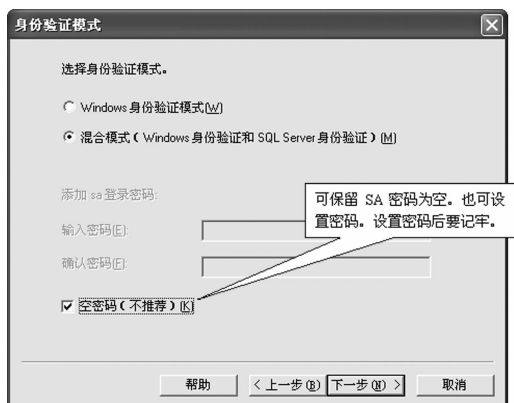 身份验证模式
选择身份验证模式。
Windows 身份验证模式(W)
混合模式(Windows 身份验证和 SQL Server 身份验证)(M)
添加 sa 登录密码:
可保留 SA 密码为空。也可设
置密码。设置密码后要记牢。
输入密码(E):
确认密码(F):
空密码(不推荐)(K)
帮助
< 上一步(B)
下一步(N) >
取消